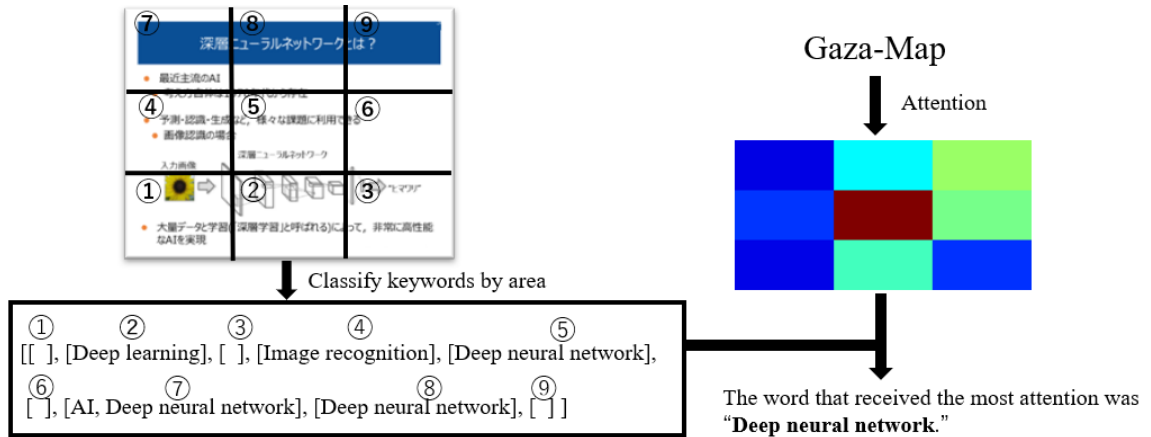 ⑦ ⑧ ⑨
深層ニューラルネットワークとは？
最近主流のAI
④ ⑤ ⑥
予測・認識・生成など，様々な課題に利用できる
画像認識の場合
深層ニューラルネットワーク
入力画像
① ② ③
"ヒマワリ"
大量データと学習(「深層学習」と呼ばれる)によって，非常に高性能
なAIを実現
Classify keywords by area
Gaza-Map
Attention
① ② ③ ④ ⑤
[[ ], [Deep learning], [ ], [Image recognition], [Deep neural network],
⑥ ⑦ ⑧ ⑨
[ ], [AI, Deep neural network], [Deep neural network], [ ] ]
The word that received the most attention was
“Deep neural network.”